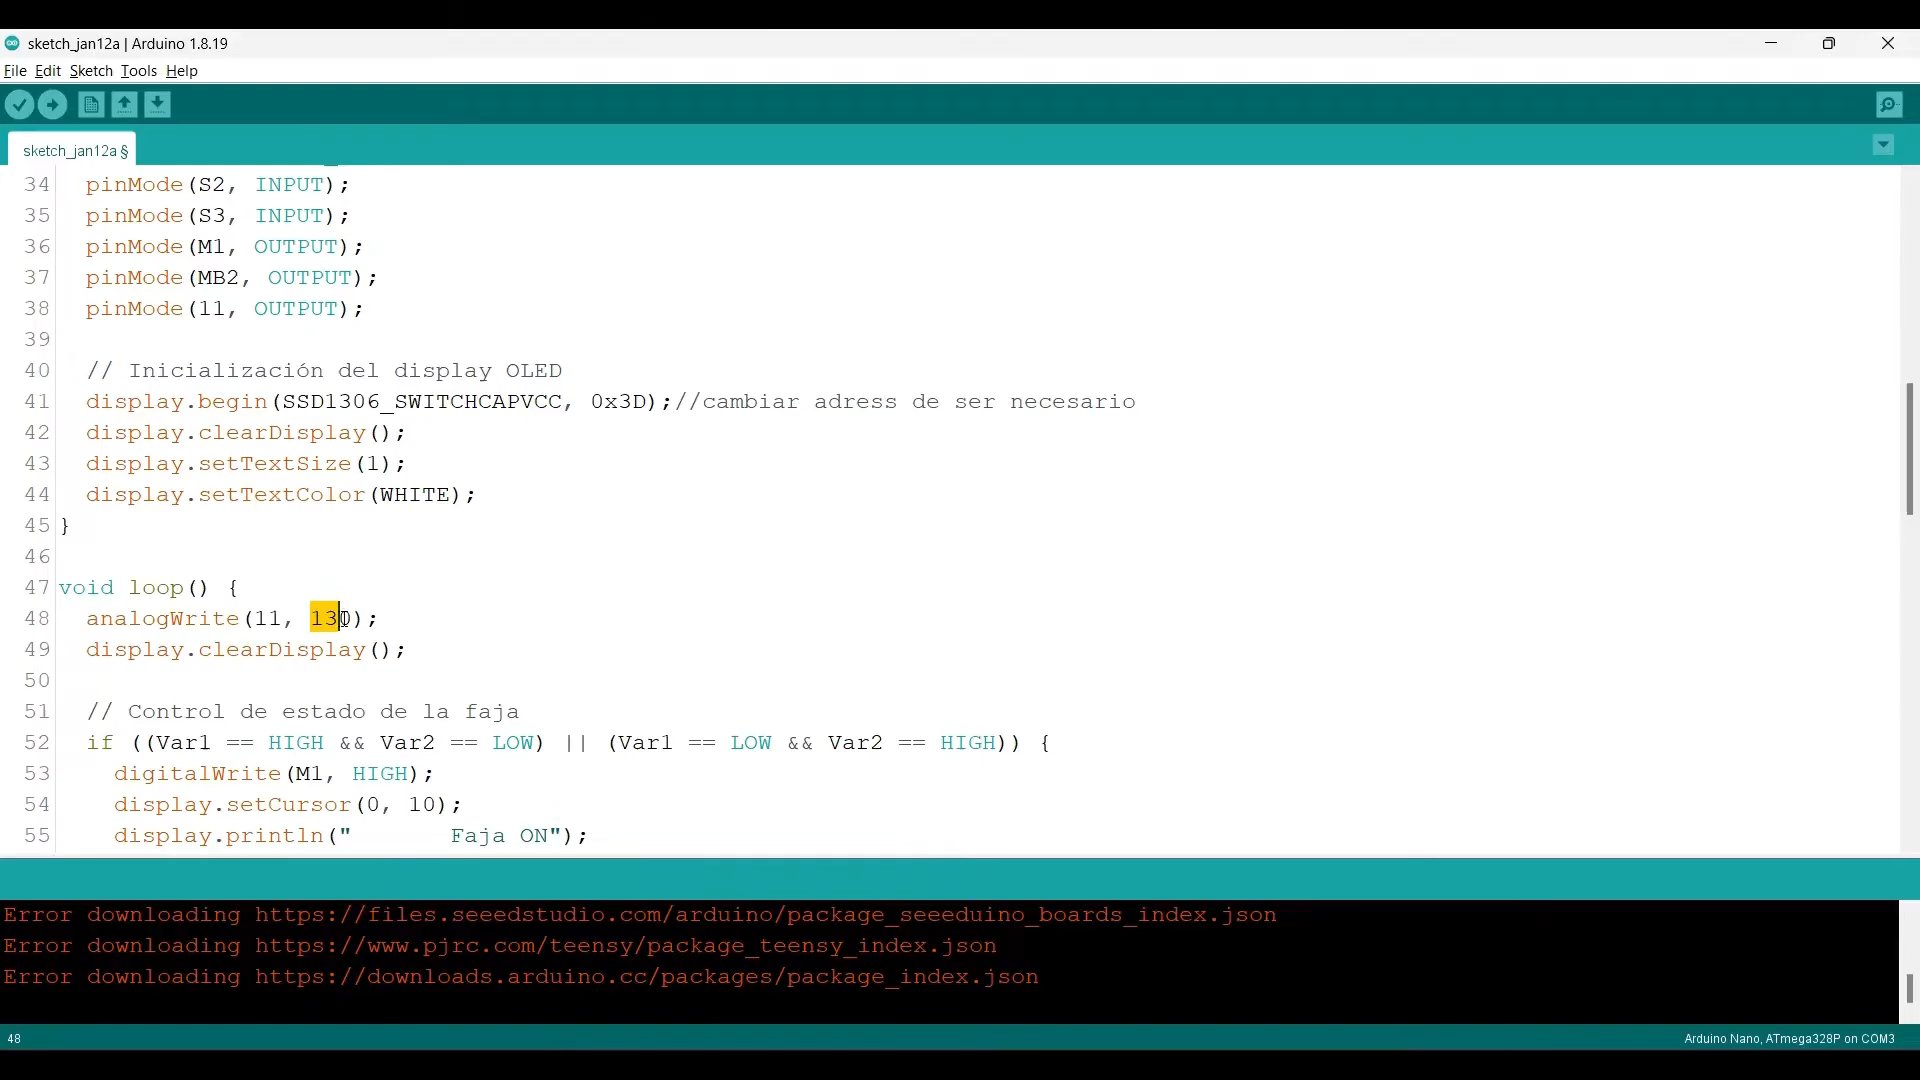 sketch_jan12a | Arduino 1.8.19
File Edit Sketch Tools Help
sketch_jan12a §
34 pinMode(S2, INPUT);
35 pinMode(S3, INPUT);
36 pinMode(M1, OUTPUT);
37 pinMode(MB2, OUTPUT);
38 pinMode(11, OUTPUT);
39
40 // Inicialización del display OLED
41 display.begin(SSD1306_SWITCHCAPVCC, 0x3D);//cambiar adress de ser necesario
42 display.clearDisplay();
43 display.setTextSize(1);
44 display.setTextColor(WHITE);
45 }
46
47 void loop() {
48 analogWrite(11, 130);
49 display.clearDisplay();
50
51 // Control de estado de la faja
52 if ((Var1 == HIGH && Var2 == LOW) || (Var1 == LOW && Var2 == HIGH)) {
53 digitalWrite(M1, HIGH);
54 display.setCursor(0, 10);
55 display.println("       Faja ON");
Error downloading https://files.seeedstudio.com/arduino/package_seeeduino_boards_index.json
Error downloading https://www.pjrc.com/teensy/package_teensy_index.json
Error downloading https://downloads.arduino.cc/packages/package_index.json
48
Arduino Nano, ATmega328P on COM3